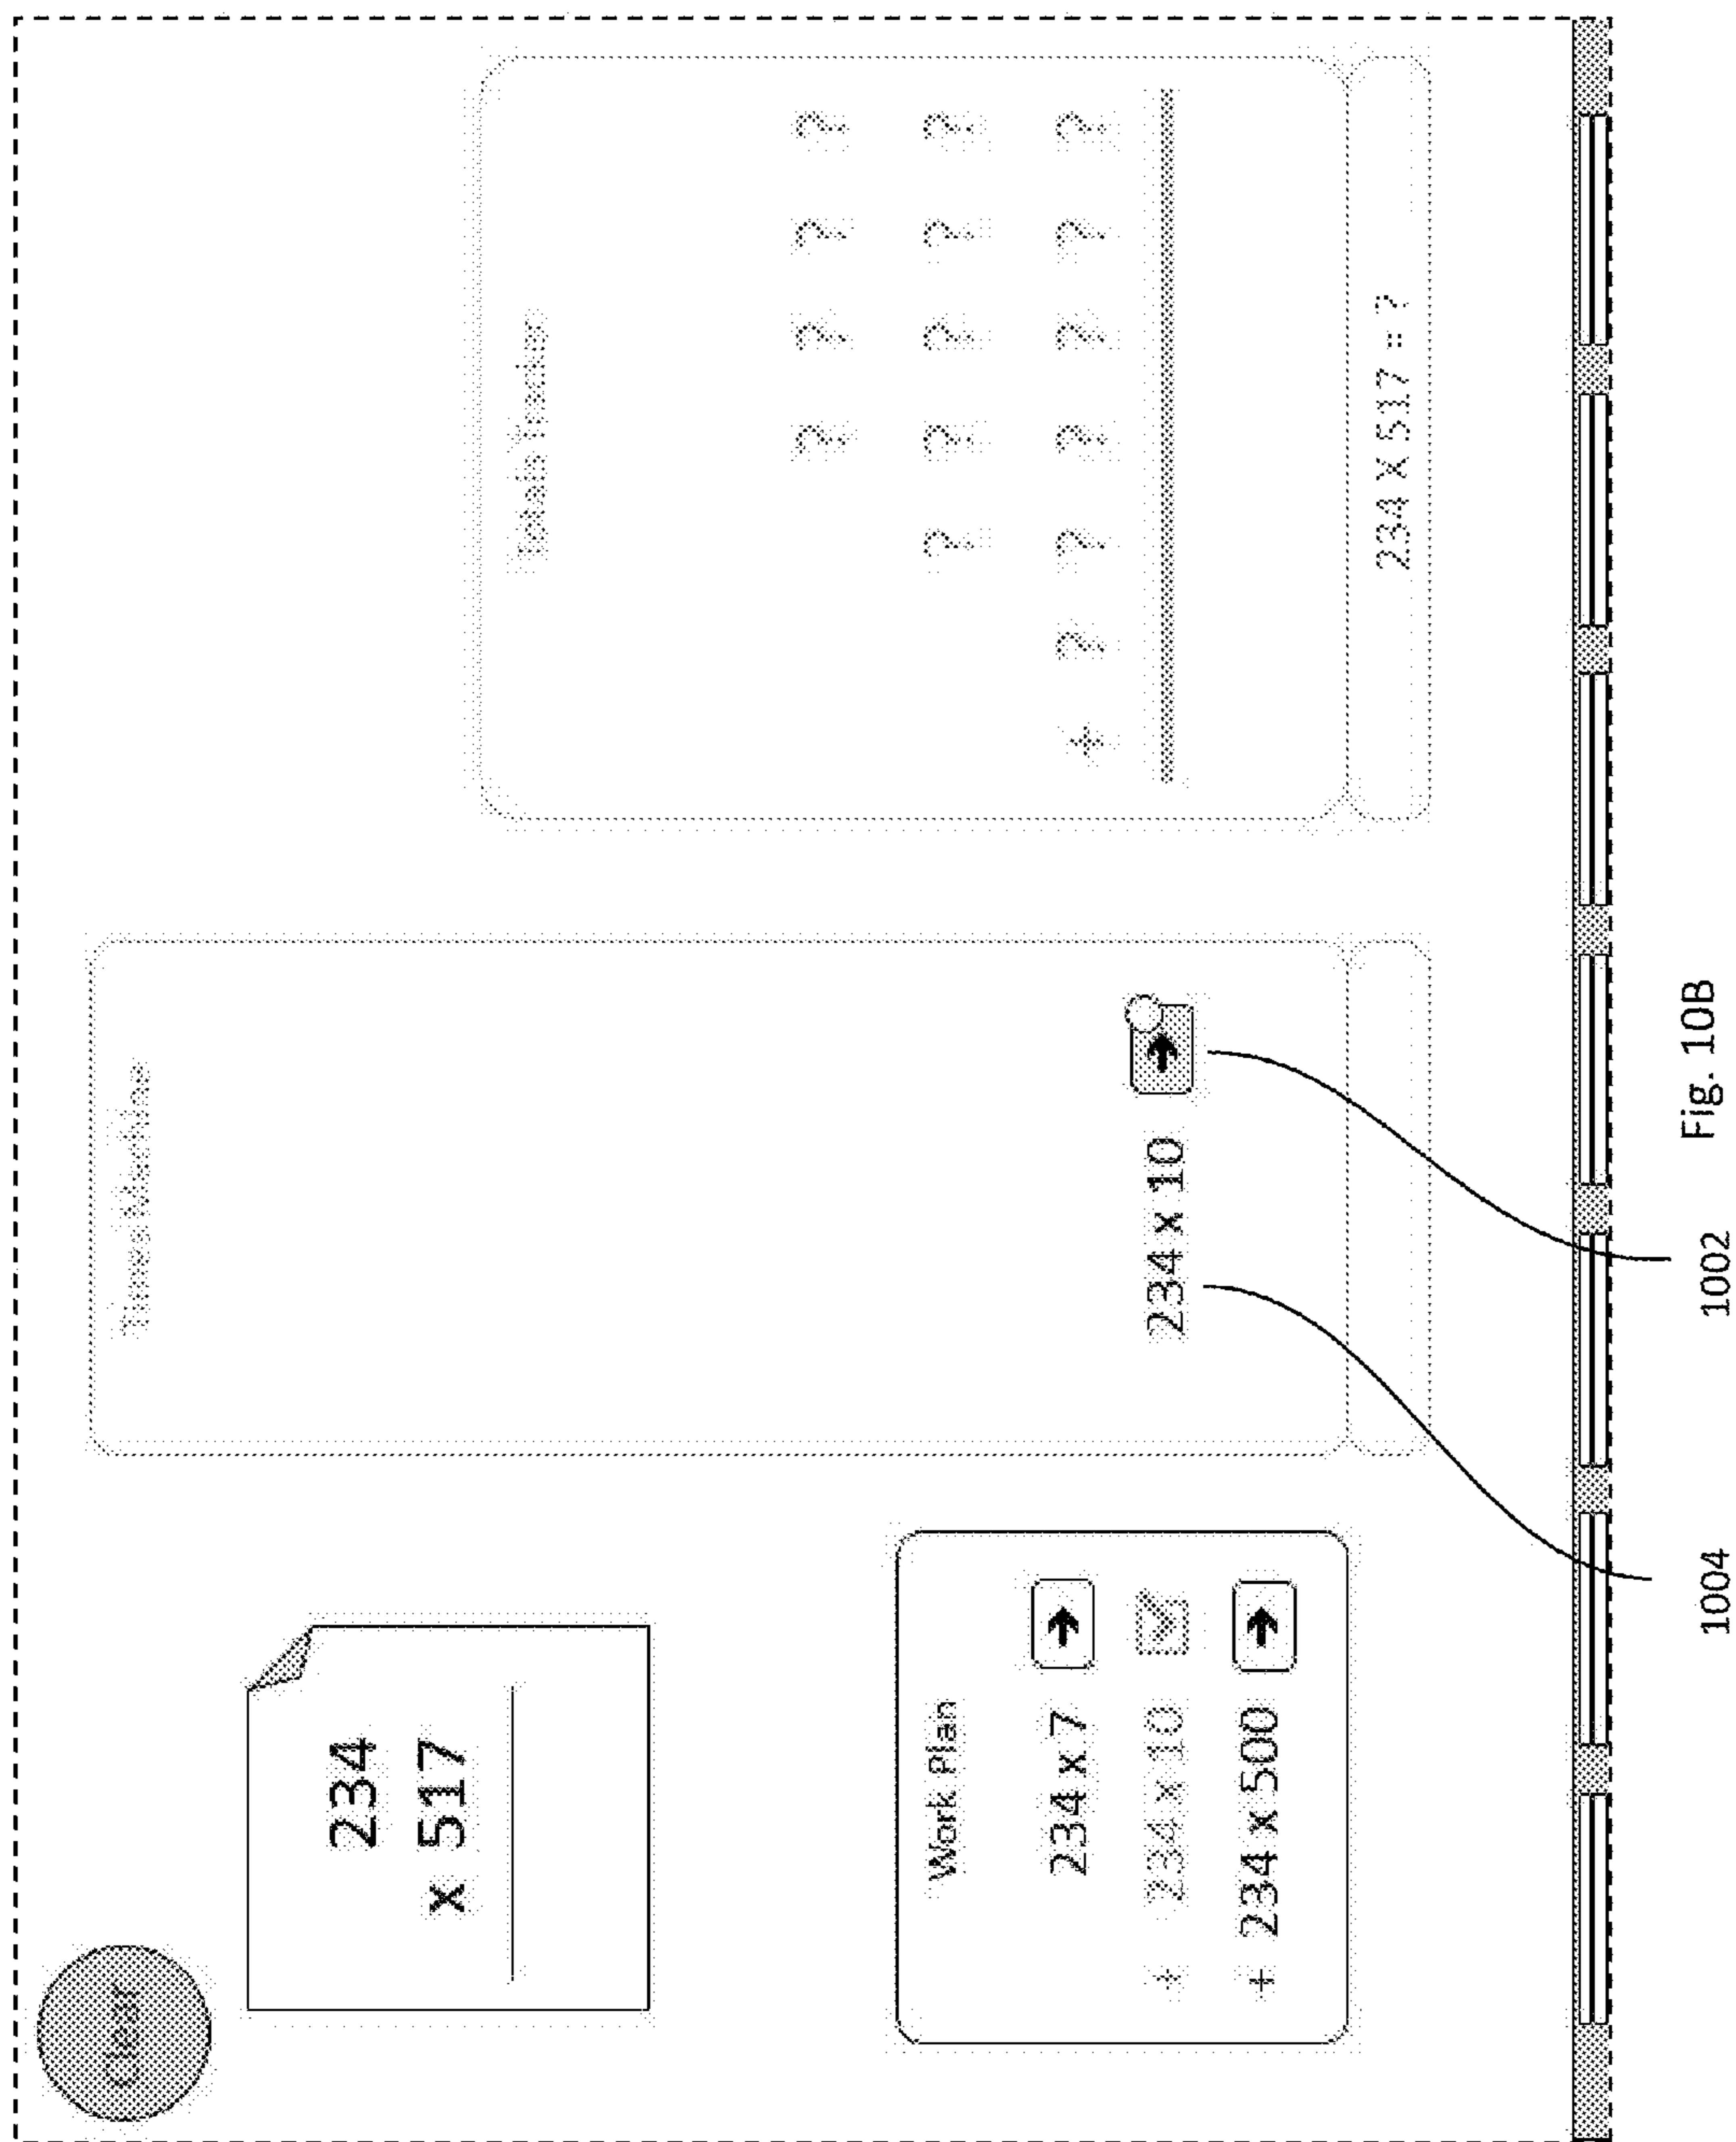 Clear
234
x 517
Work Plan
234 x 7
+ 234 x 10
+ 234 x 500
Times Machine
234 x 10
Totals Tracker
? ? ? ?
? ? ? ? ?
+ ? ? ? ? ? ?
234 X 517 = ?
1004
1002
Fig. 10B